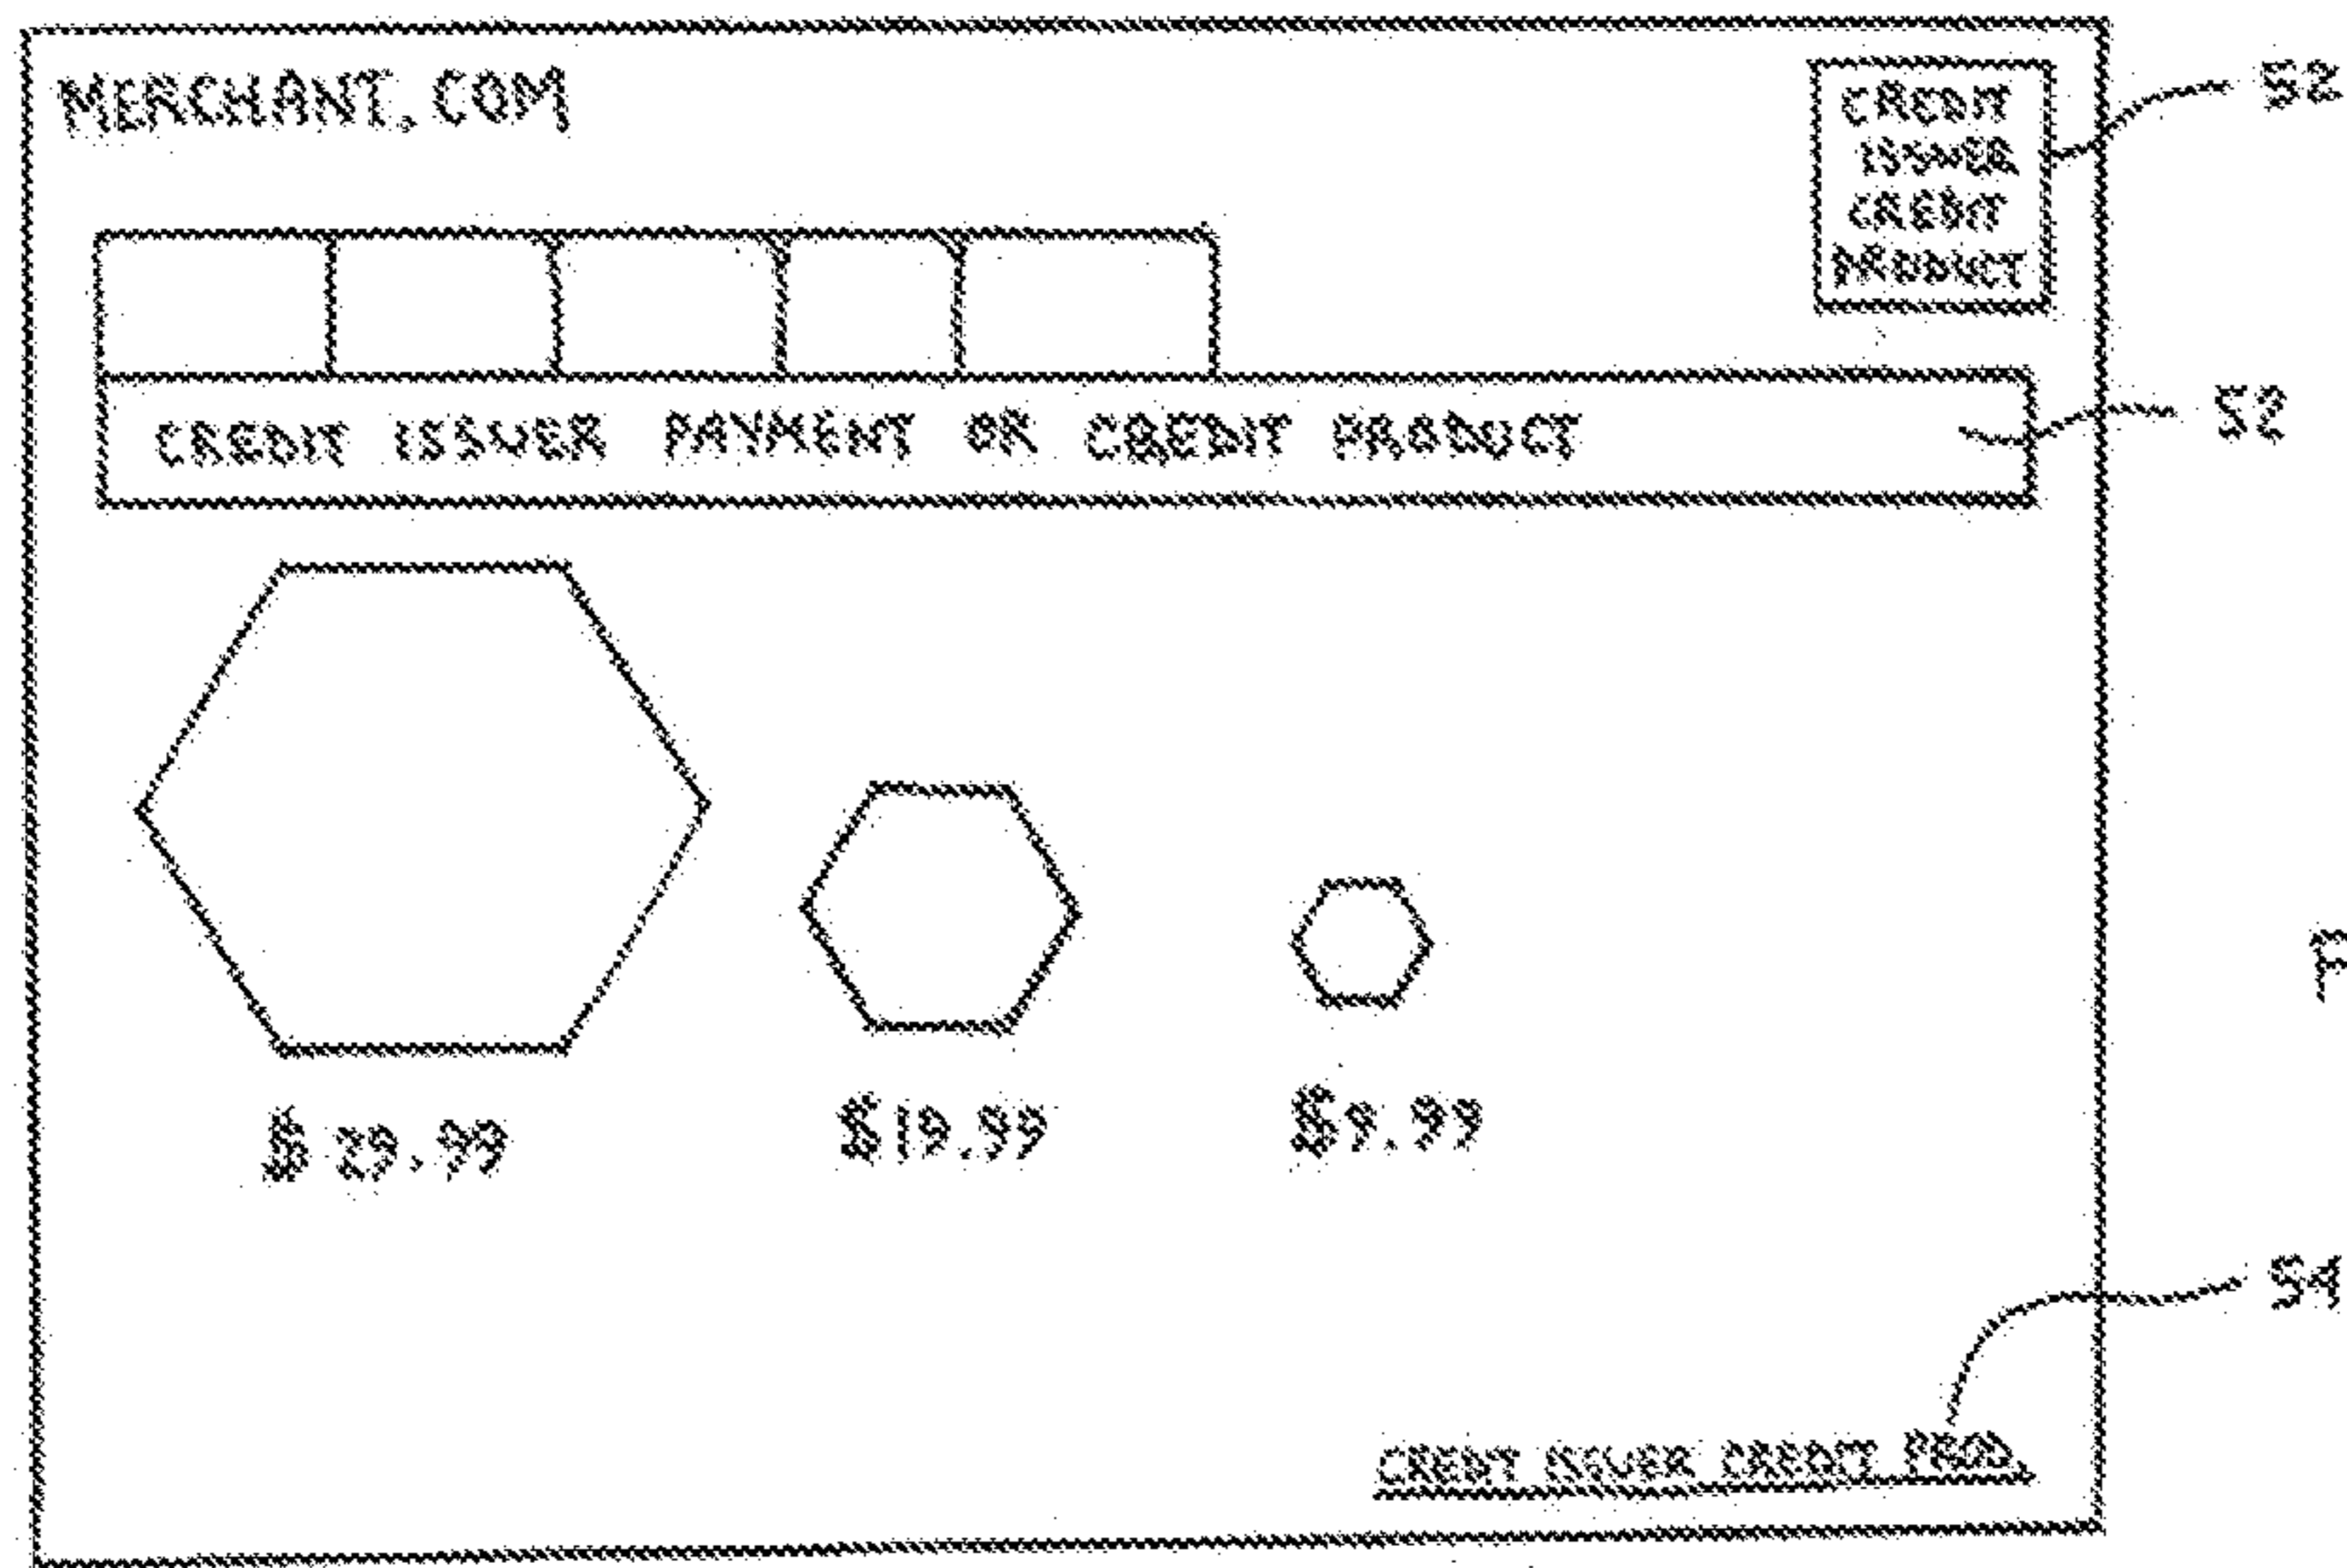 MERCHANT.COM
CREDIT
ISSUER
CREDIT
PRODUCT
52
CREDIT ISSUER PAYMENT OR CREDIT PRODUCT
52
$29.99
$19.99
$9.99
54
CREDIT ISSUER CREDIT PROD.